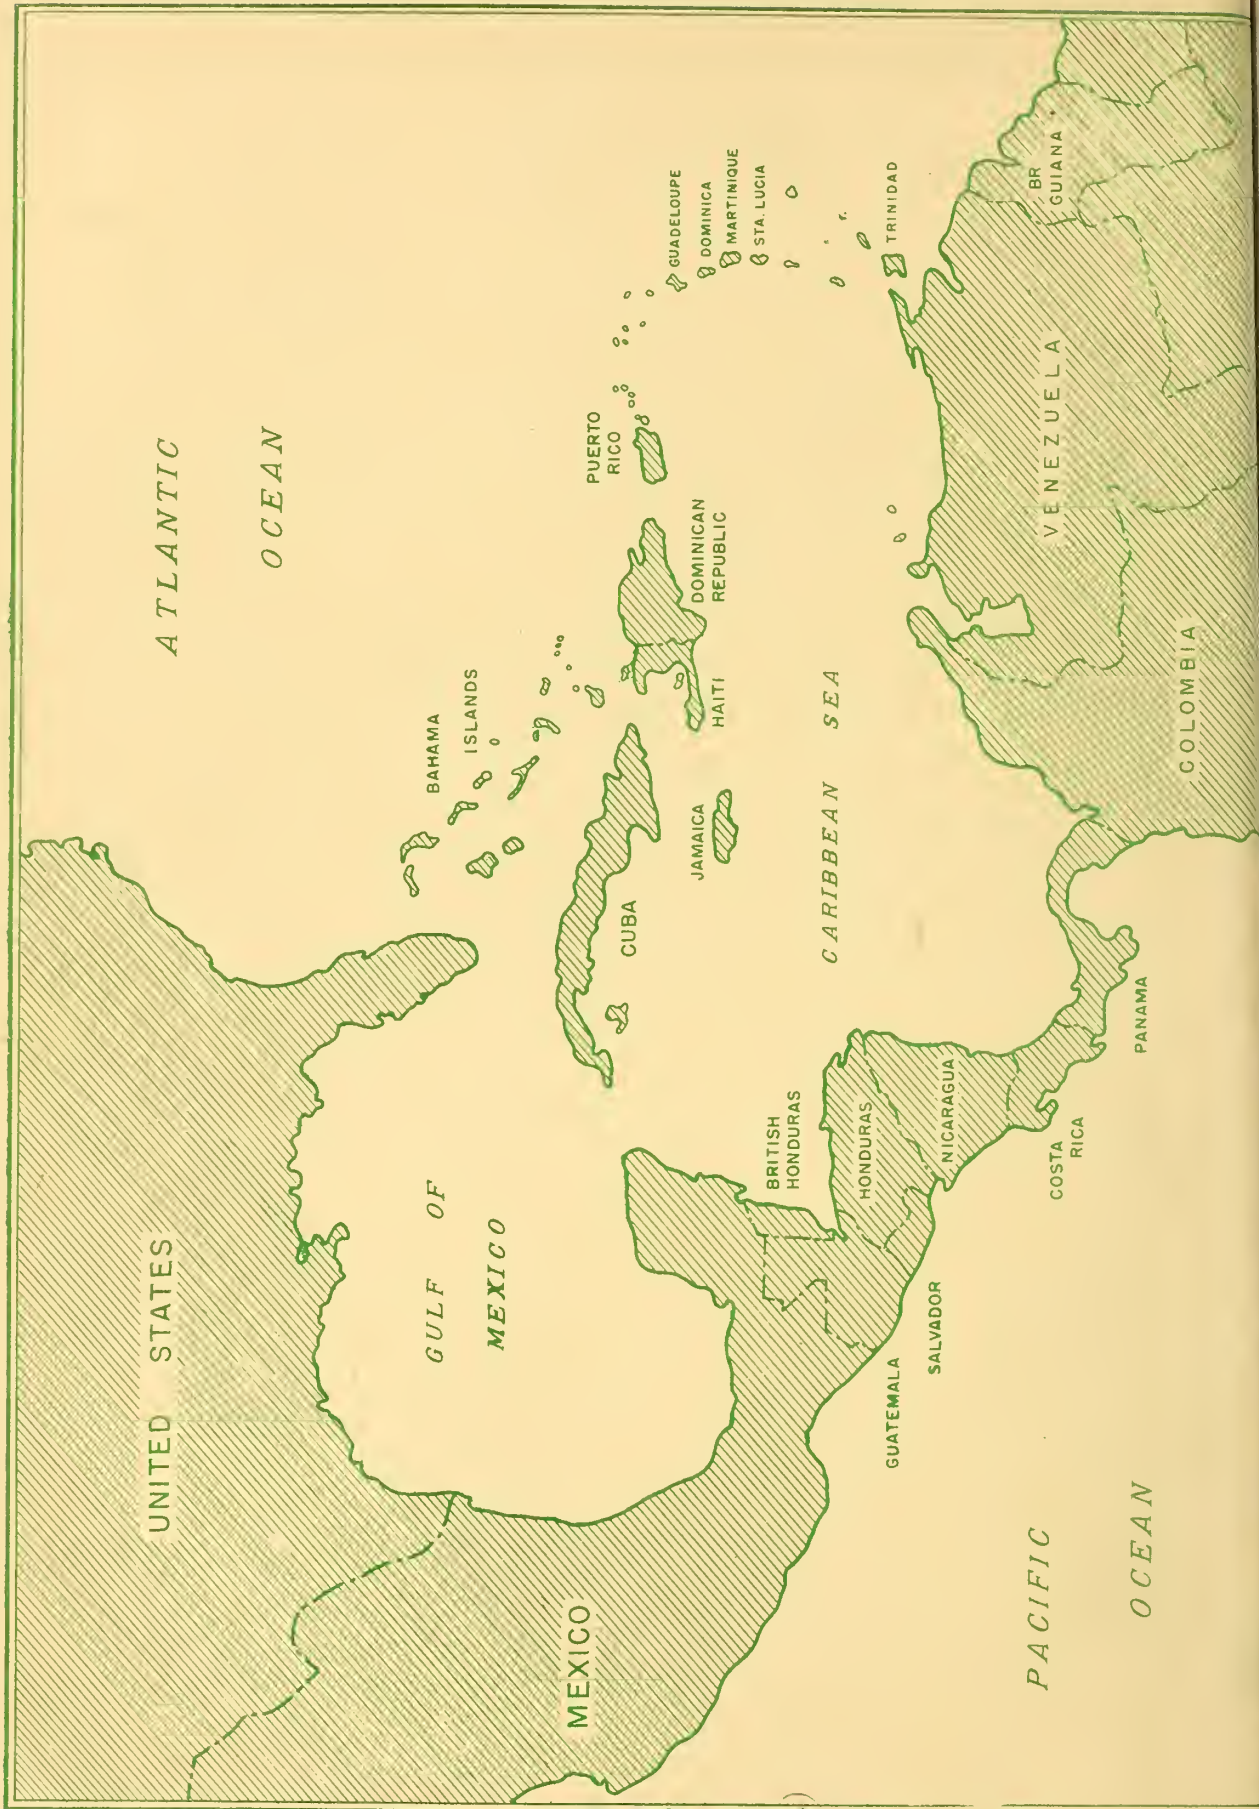 UNITED STATES
ATLANTIC
OCEAN
BAHAMA
ISLANDS
GULF OF
MEXICO
MEXICO
CUBA
JAMAICA
HAITI
DOMINICAN
REPUBLIC
PUERTO
RICO
GUADELOUPE
DOMINICA
MARTINIQUE
STA. LUCIA
TRINIDAD
CARIBBEAN SEA
BRITISH
HONDURAS
HONDURAS
GUATEMALA
SALVADOR
NICARAGUA
COSTA
RICA
PANAMA
COLOMBIA
VENEZUELA
BR
GUIANA
PACIFIC
OCEAN